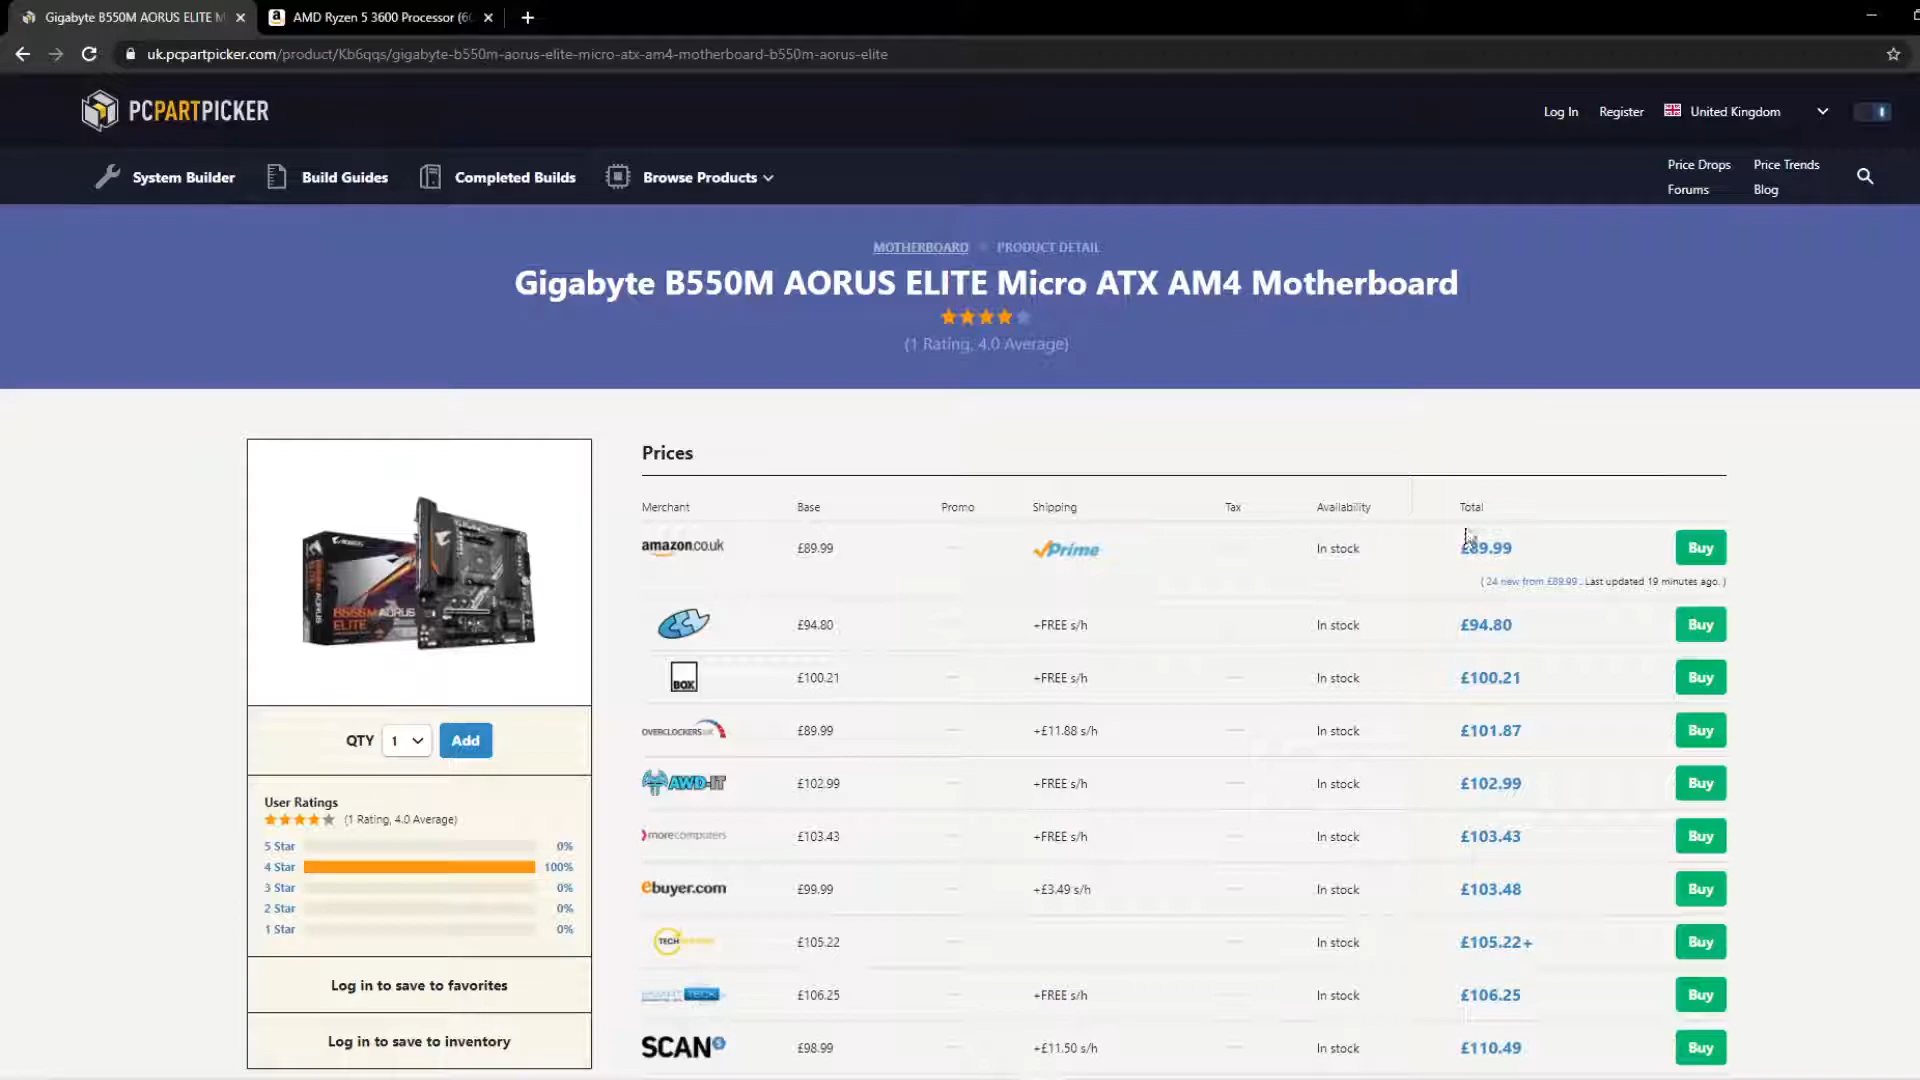 Gigabyte B550M AORUS ELITE M
AMD Ryzen 5 3600 Processor (6
uk.pcpartpicker.com/product/Kb6qqs/gigabyte-b550m-aorus-elite-micro-atx-am4-motherboard-b550m-aorus-elite
PCPARTPICKER
Log In Register United Kingdom
System Builder Build Guides Completed Builds Browse Products
Price Drops Price Trends
Forums Blog
MOTHERBOARD PRODUCT DETAIL
Gigabyte B550M AORUS ELITE Micro ATX AM4 Motherboard
(1 Rating, 4.0 Average)
Prices
Merchant Base Promo Shipping Tax Availability Total
amazon.co.uk £89.99 — Prime In stock £89.99 Buy
( 24 new from £89.99 . Last updated 19 minutes ago. )
£94.80 — +FREE s/h — In stock £94.80 Buy
BOX £100.21 — +FREE s/h — In stock £100.21 Buy
OVERCLOCKERS UK £89.99 — +£11.88 s/h — In stock £101.87 Buy
AWD-IT £102.99 — +FREE s/h — In stock £102.99 Buy
morecomputers £103.43 — +FREE s/h — In stock £103.43 Buy
ebuyer.com £99.99 — +£3.49 s/h — In stock £103.48 Buy
TECH £105.22 — — In stock £105.22+ Buy
£106.25 — +FREE s/h — In stock £106.25 Buy
SCAN £98.99 — +£11.50 s/h — In stock £110.49 Buy
AORUS
B550M AORUS
ELITE
QTY 1 Add
User Ratings
(1 Rating, 4.0 Average)
5 Star 0%
4 Star 100%
3 Star 0%
2 Star 0%
1 Star 0%
Log in to save to favorites
Log in to save to inventory